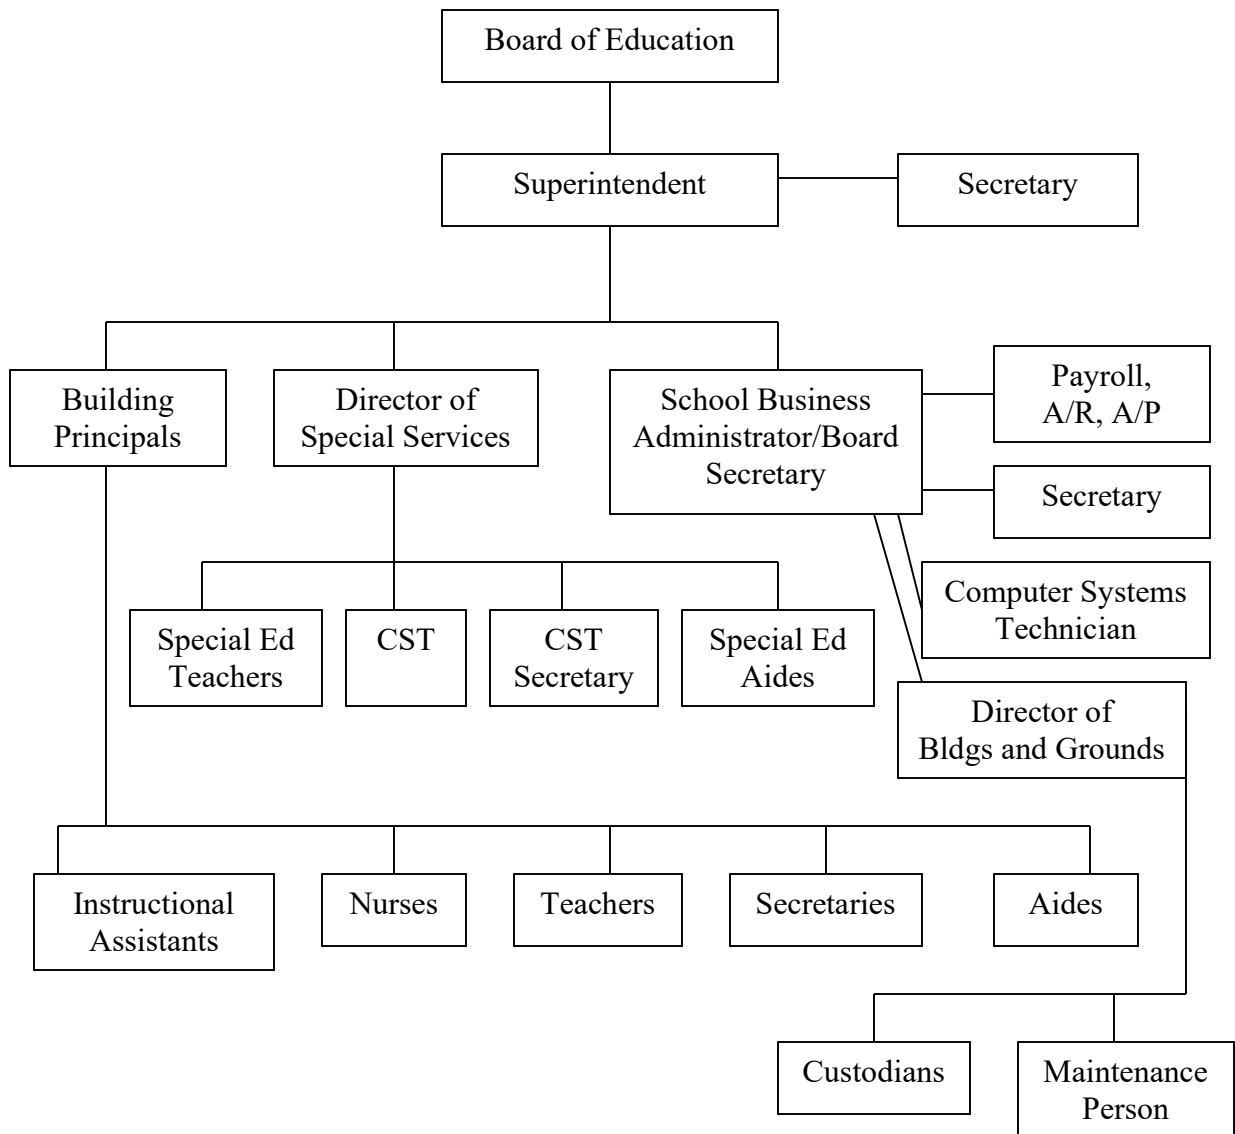 Board of Education
Superintendent
Secretary
Building
Principals
Director of
Special Services
School Business
Administrator/Board
Secretary
Payroll,
A/R, A/P
Secretary
Computer Systems
Technician
Special Ed
Teachers
CST
CST
Secretary
Special Ed
Aides
Director of
Bldgs and Grounds
Instructional
Assistants
Nurses
Teachers
Secretaries
Aides
Custodians
Maintenance
Person